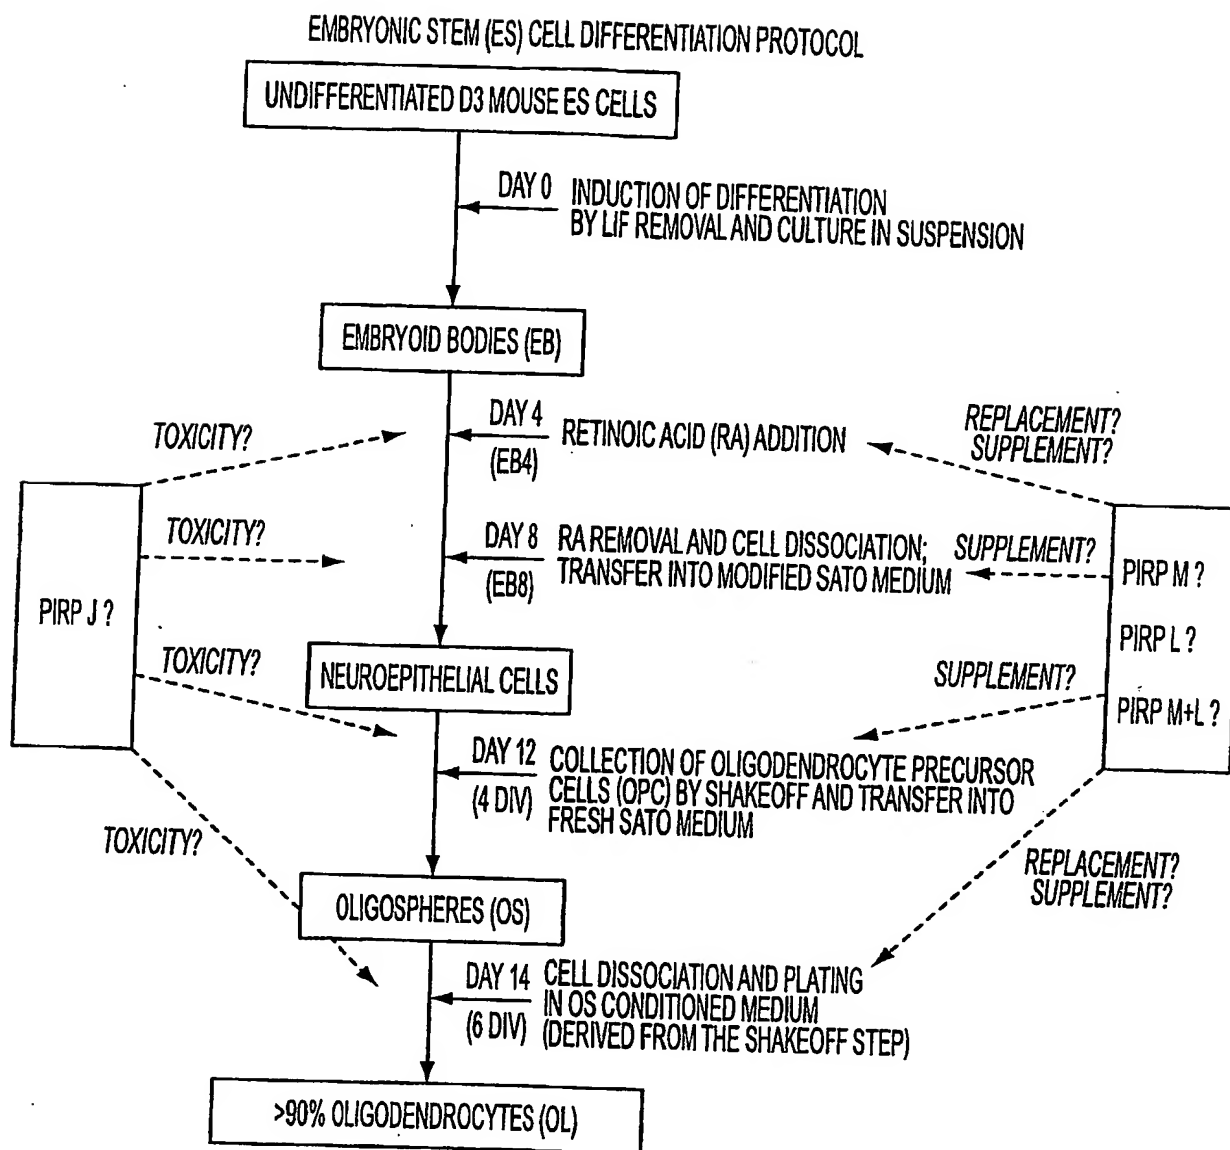 EMBRYONIC STEM (ES) CELL DIFFERENTIATION PROTOCOL
UNDIFFERENTIATED D3 MOUSE ES CELLS
DAY 0
INDUCTION OF DIFFERENTIATION
BY LIF REMOVAL AND CULTURE IN SUSPENSION
EMBRYOID BODIES (EB)
DAY 4
(EB4)
RETINOIC ACID (RA) ADDITION
TOXICITY?
REPLACEMENT?
SUPPLEMENT?
DAY 8
(EB8)
RA REMOVAL AND CELL DISSOCIATION;
TRANSFER INTO MODIFIED SATO MEDIUM
TOXICITY?
SUPPLEMENT?
PIRP J ?
PIRP M ?
PIRP L ?
PIRP M+L ?
TOXICITY?
NEUROEPITHELIAL CELLS
SUPPLEMENT?
DAY 12
(4 DIV)
COLLECTION OF OLIGODENDROCYTE PRECURSOR
CELLS (OPC) BY SHAKEOFF AND TRANSFER INTO
FRESH SATO MEDIUM
TOXICITY?
REPLACEMENT?
SUPPLEMENT?
OLIGOSPHERES (OS)
DAY 14
(6 DIV)
CELL DISSOCIATION AND PLATING
IN OS CONDITIONED MEDIUM
(DERIVED FROM THE SHAKEOFF STEP)
>90% OLIGODENDROCYTES (OL)